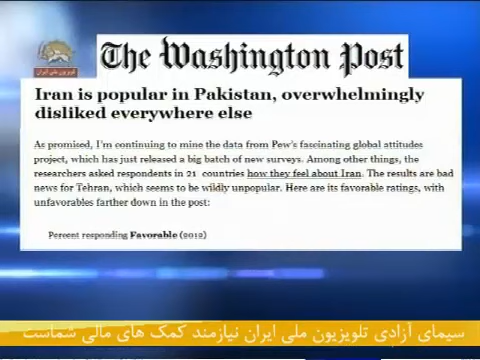 The Washington Post
تلویزیون ملی ایران
Iran is popular in Pakistan, overwhelmingly
disliked everywhere else
As promised, I'm continuing to mine the data from Pew's fascinating global attitudes
project, which has just released a big batch of new surveys. Among other things, the
researchers asked respondents in 21 countries how they feel about Iran. The results are bad
news for Tehran, which seems to be wildly unpopular. Here are its favorable ratings, with
unfavorables farther down in the post:
Percent responding Favorable (2012)
سیمای آزادی تلویزیون ملی ایران نیازمند کمک های مالی شماست